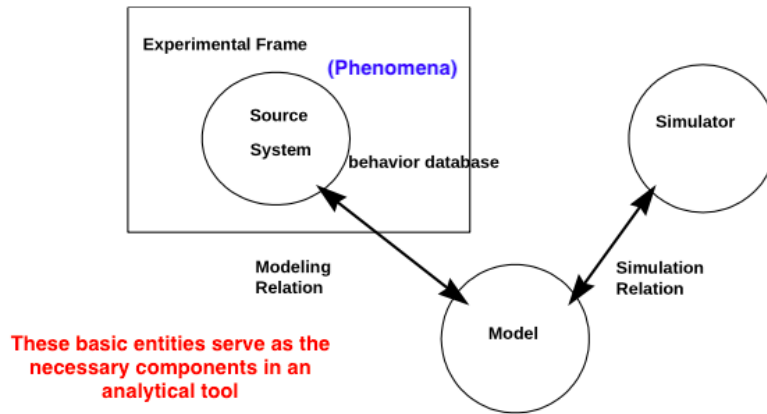 Experimental Frame
(Phenomena)
Source
System
behavior database
Simulator
Modeling
Relation
Simulation
Relation
Model
These basic entities serve as the
necessary components in an
analytical tool